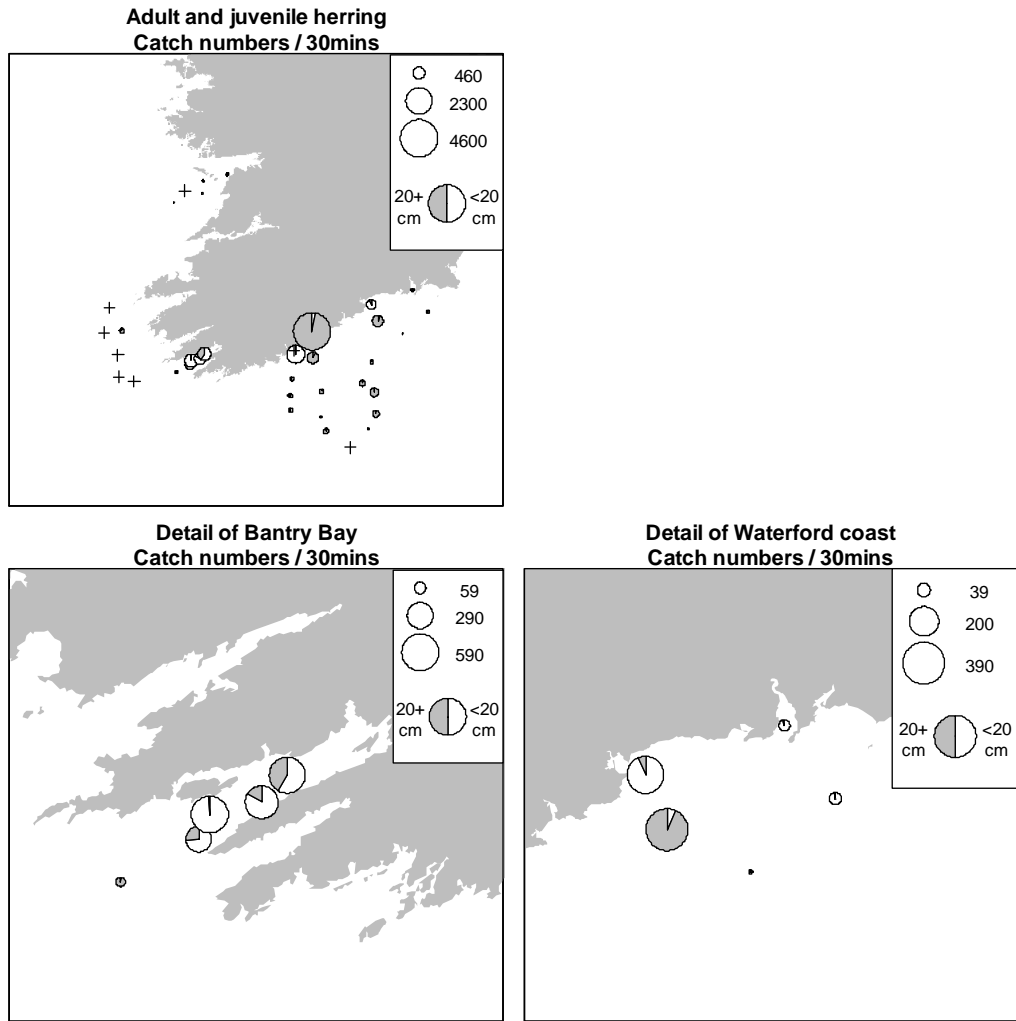 Adult and juvenile herring
Catch numbers / 30mins
460
2300
4600
20+ <20
cm cm
Detail of Bantry Bay
Catch numbers / 30mins
59
290
590
20+ <20
cm cm
Detail of Waterford coast
Catch numbers / 30mins
39
200
390
20+ <20
cm cm